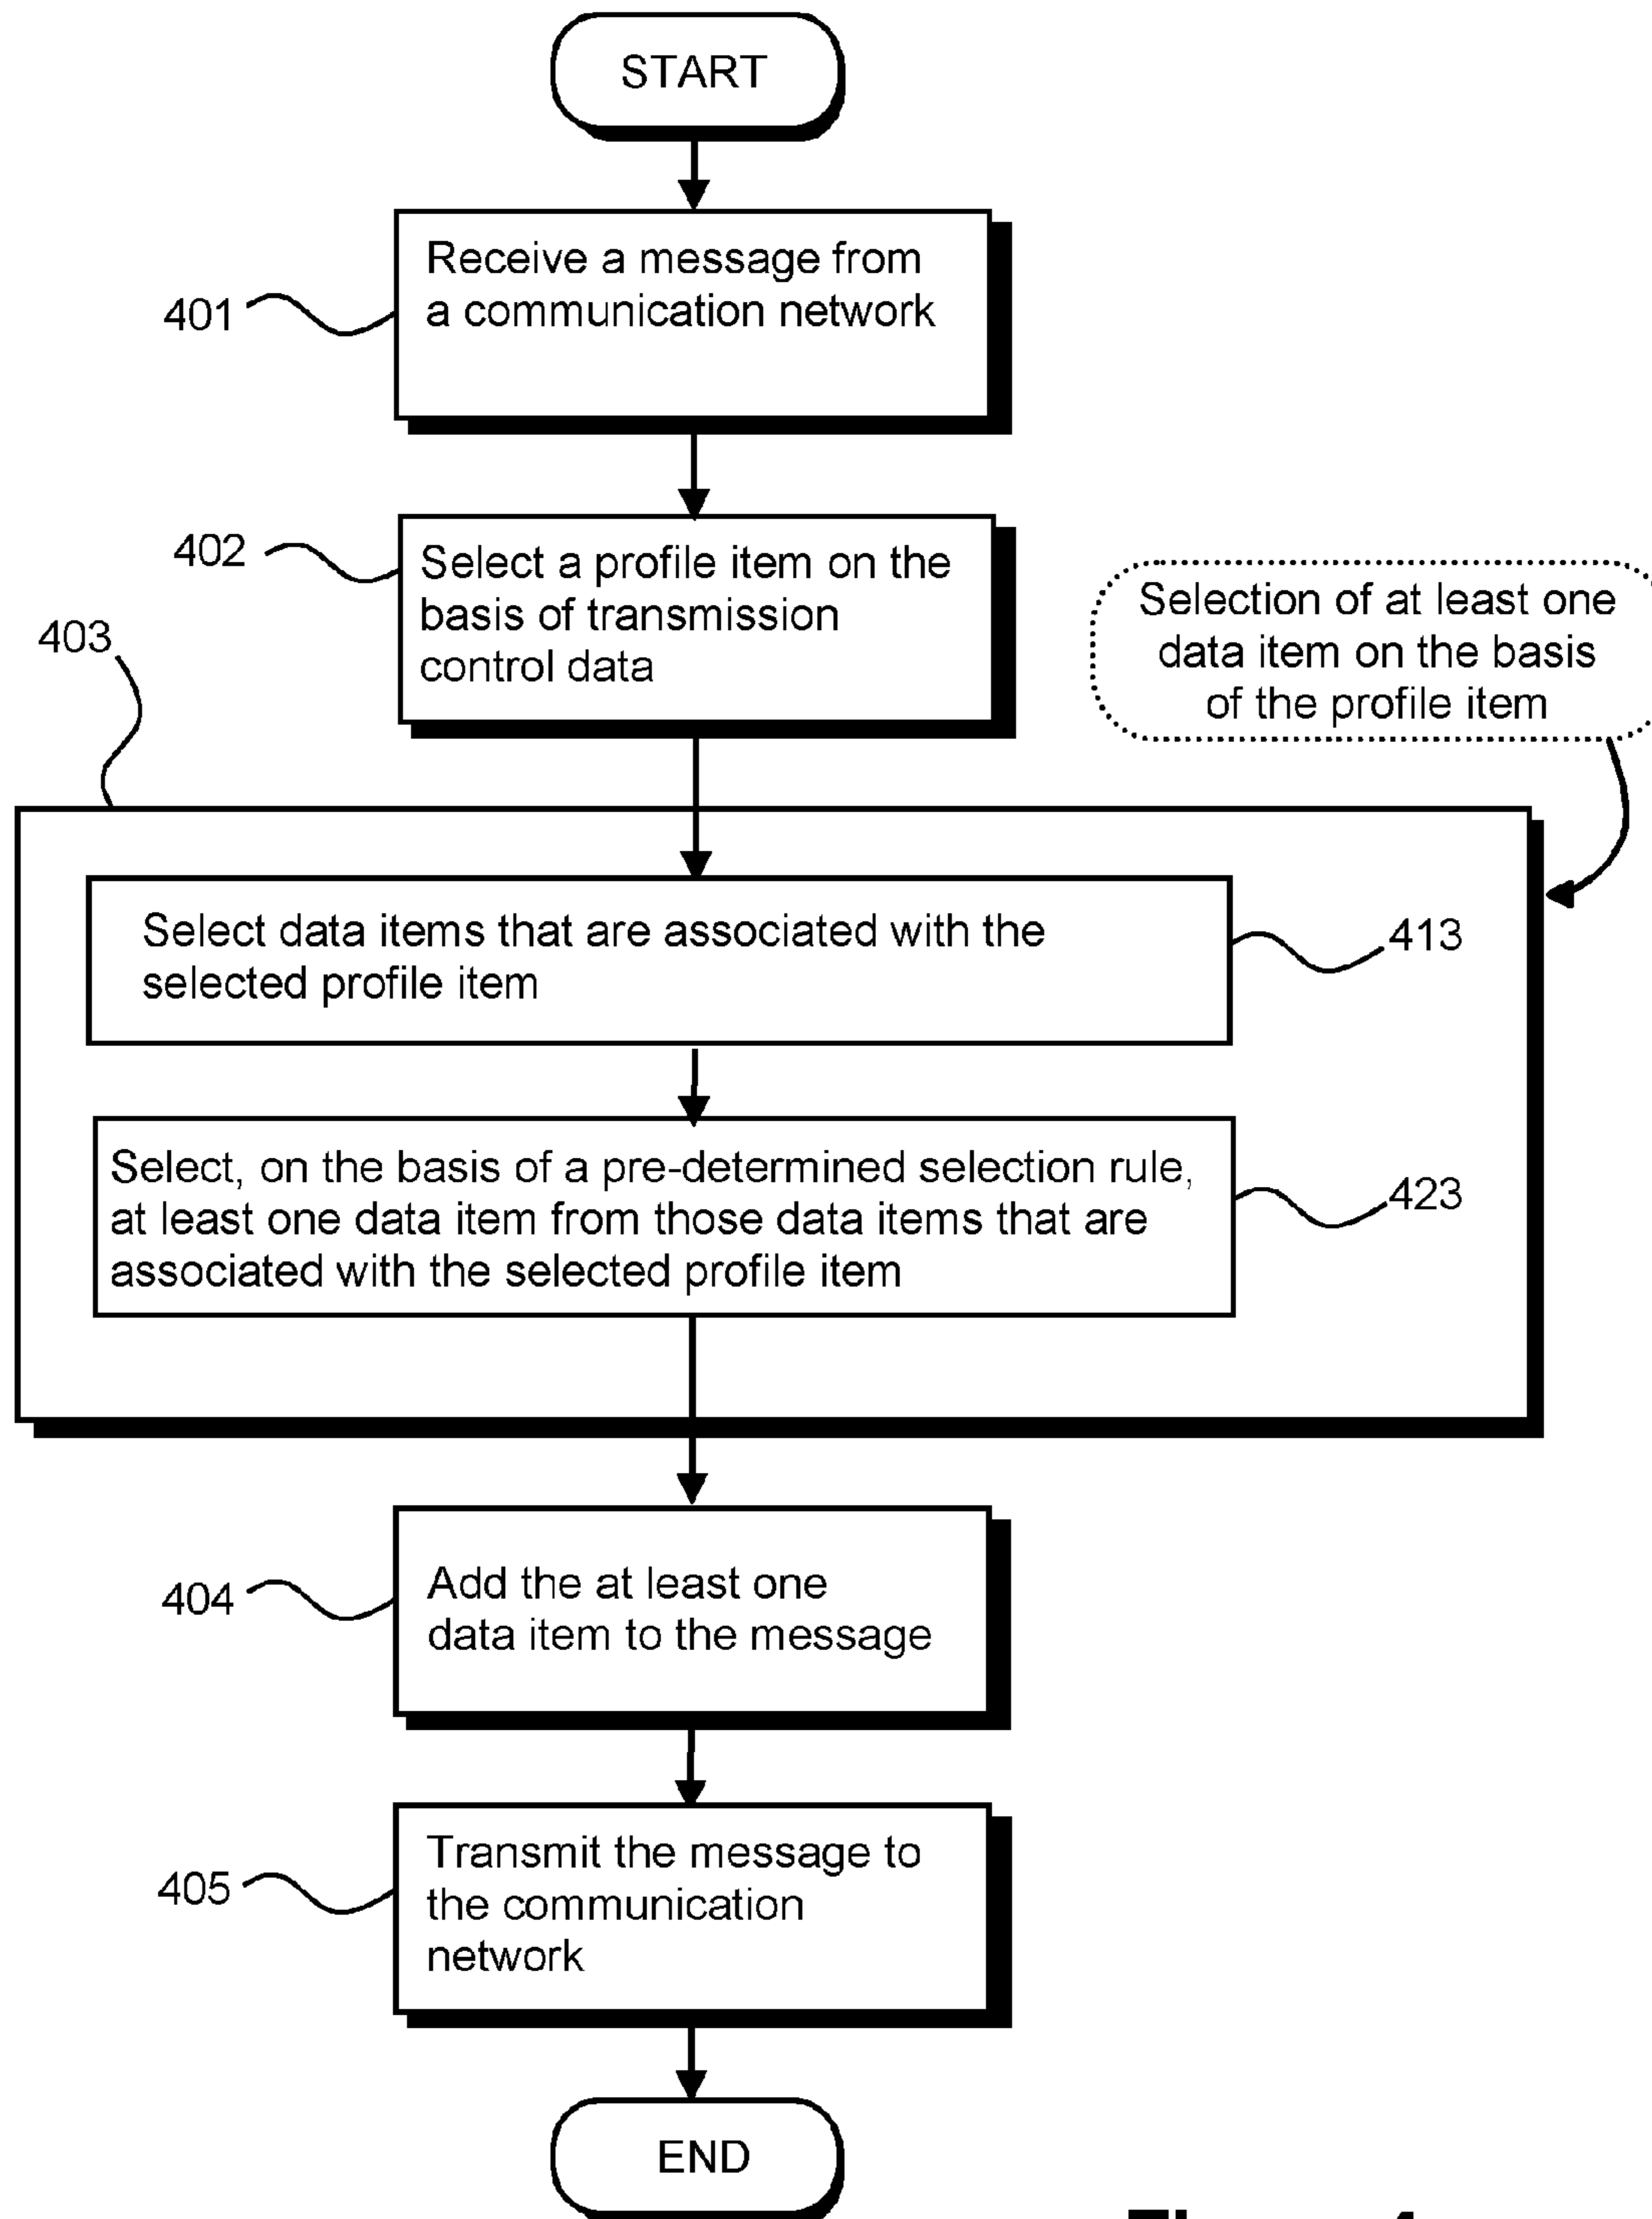 START
401
Receive a message from
a communication network
402
Select a profile item on the
basis of transmission
control data
403
Selection of at least one
data item on the basis
of the profile item
Select data items that are associated with the
selected profile item
413
Select, on the basis of a pre-determined selection rule,
at least one data item from those data items that are
associated with the selected profile item
423
404
Add the at least one
data item to the message
405
Transmit the message to
the communication
network
END